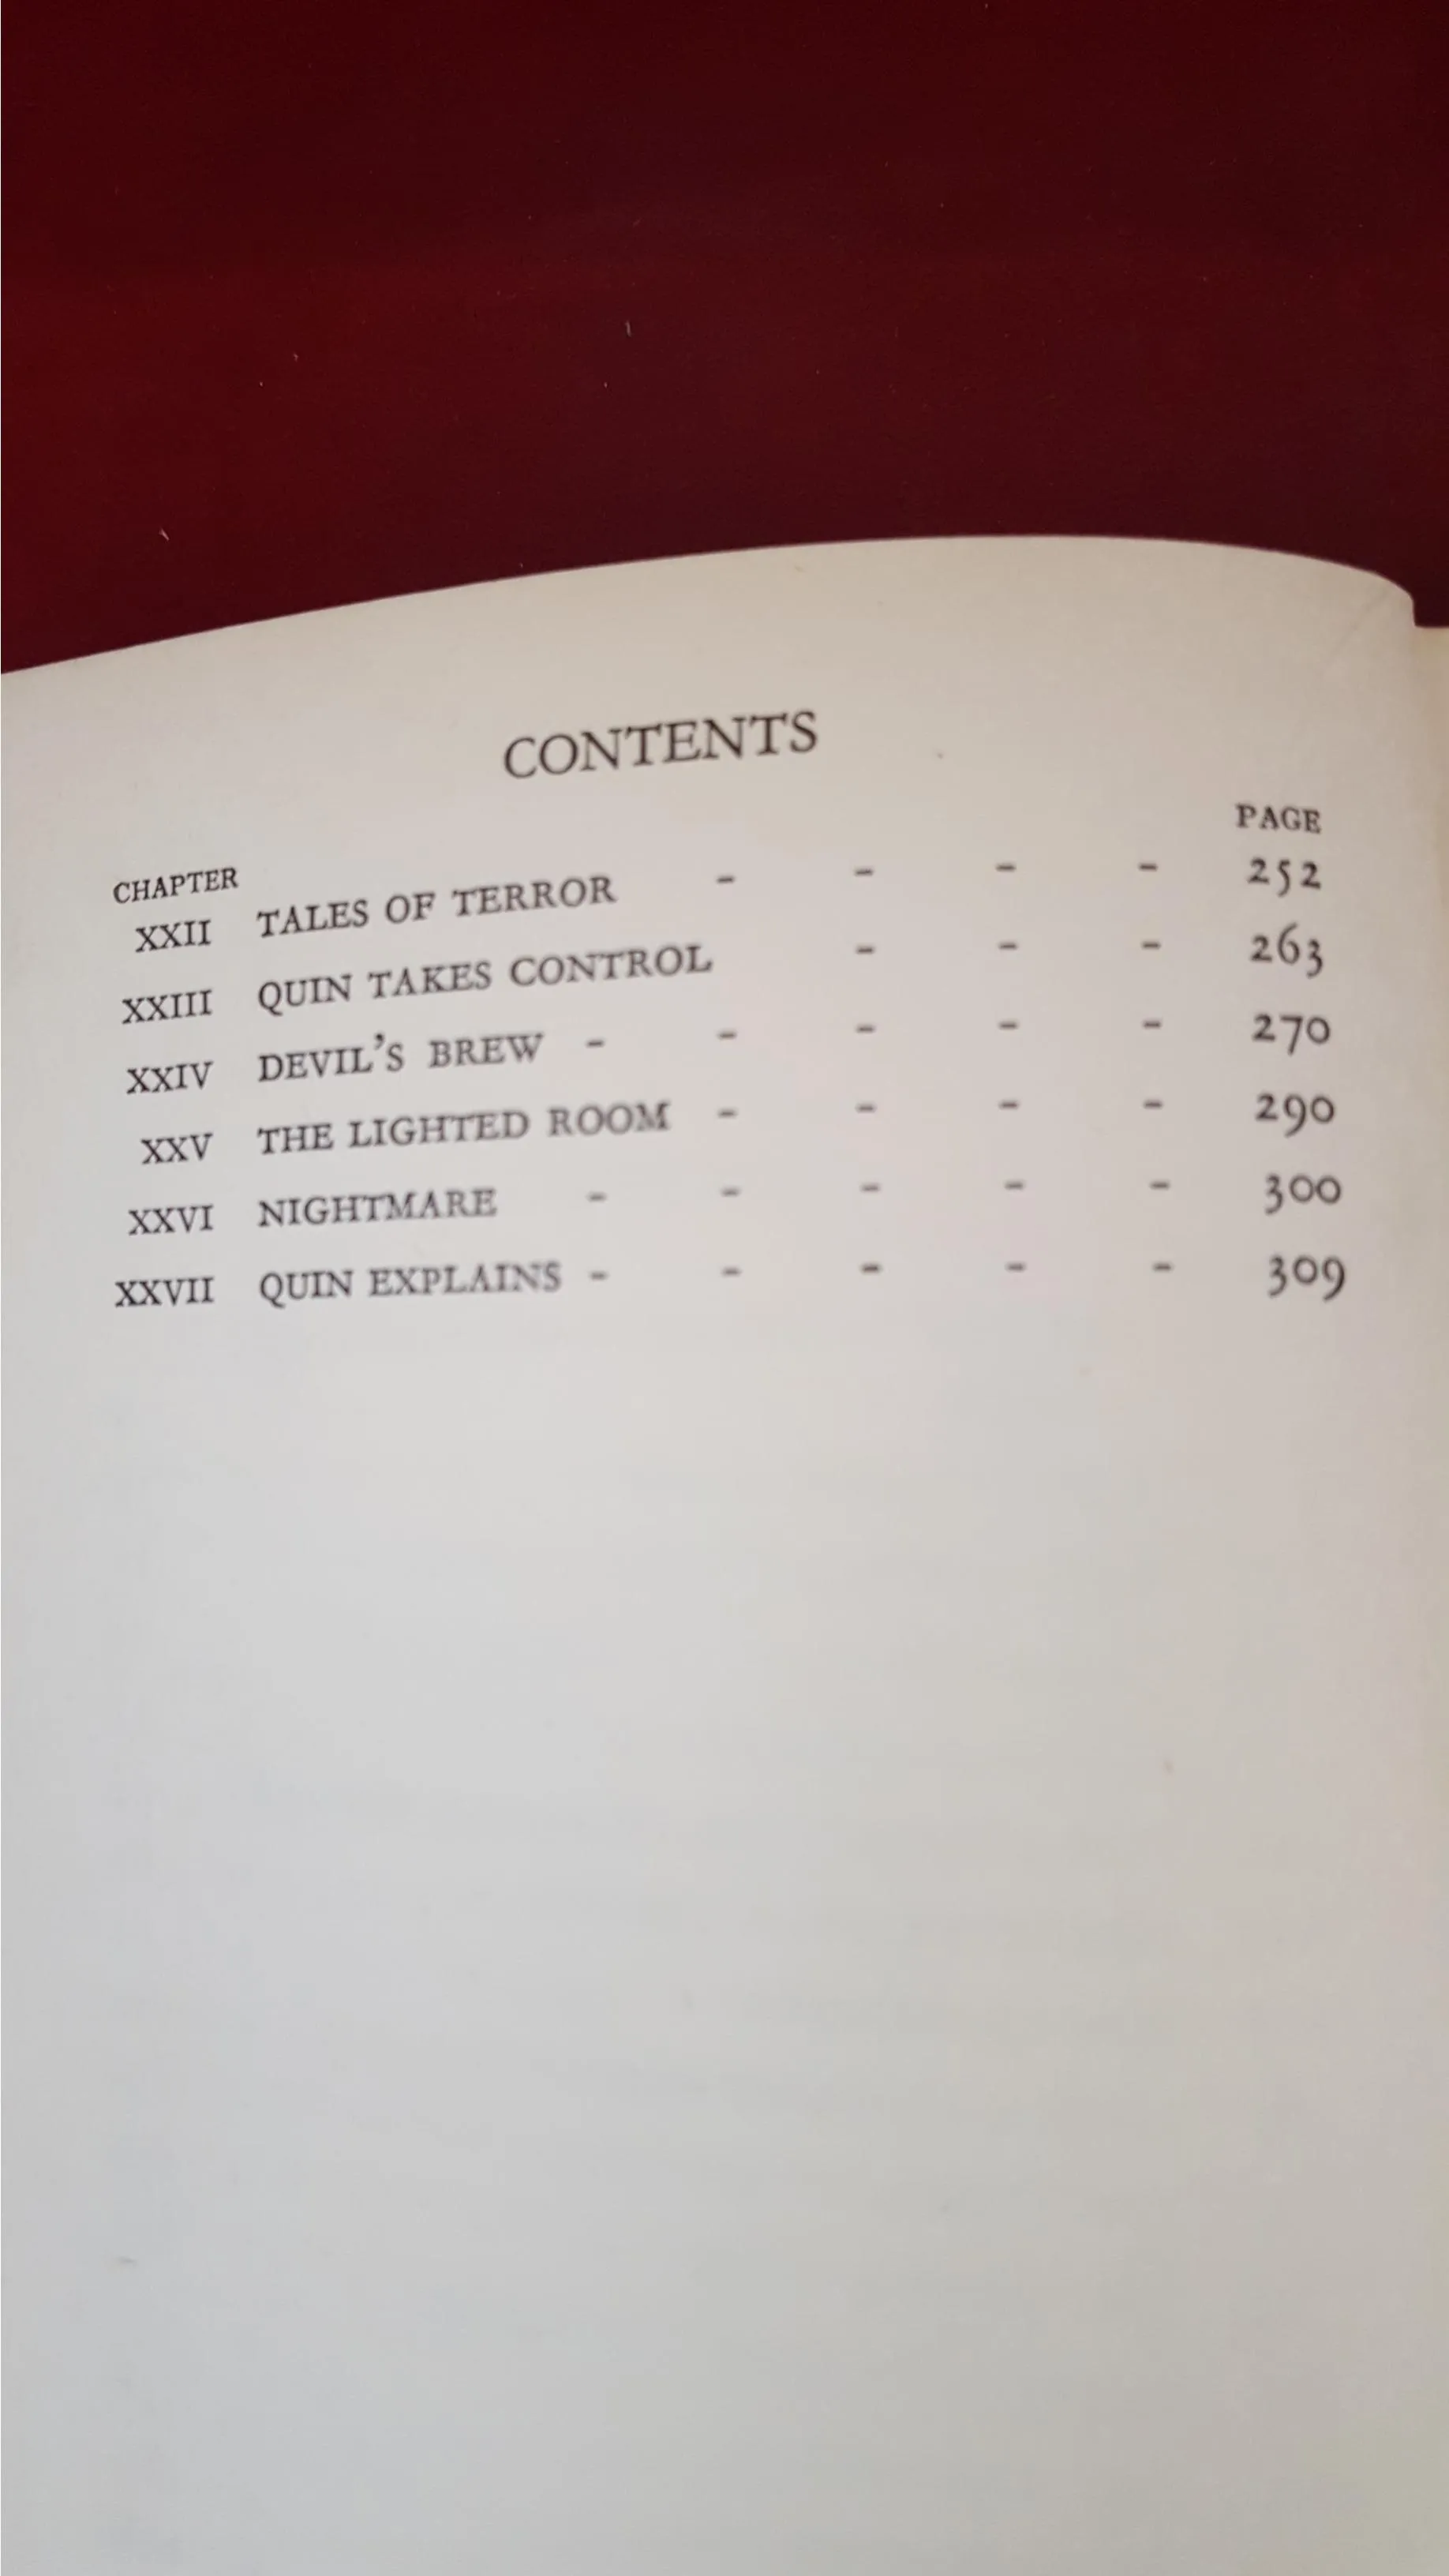 CONTENTS
CHAPTER PAGE
XXII TALES OF TERROR - - - - 252
XXIII QUIN TAKES CONTROL - - - 263
XXIV DEVIL'S BREW - - - - - 270
XXV THE LIGHTED ROOM - - - - 290
XXVI NIGHTMARE - - - - - 300
XXVII QUIN EXPLAINS - - - - - 309